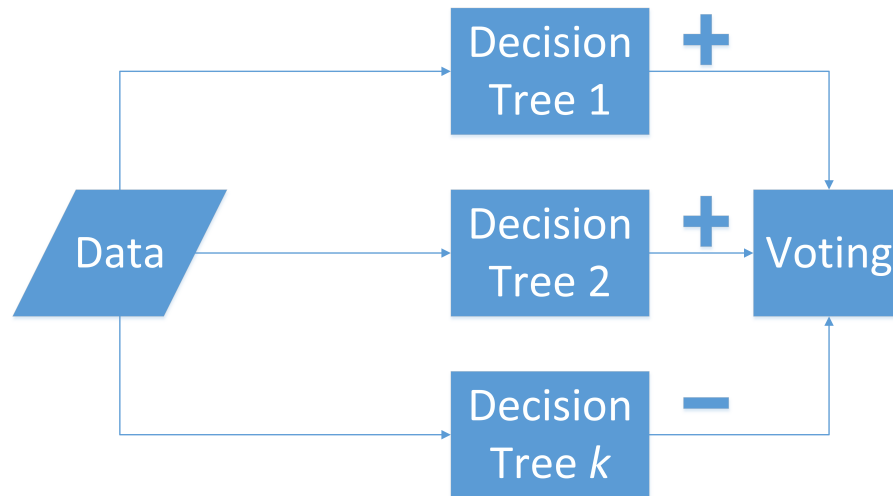 Decision
Tree 1
+
Data
Decision
Tree 2
+
Voting
Decision
Tree k
−